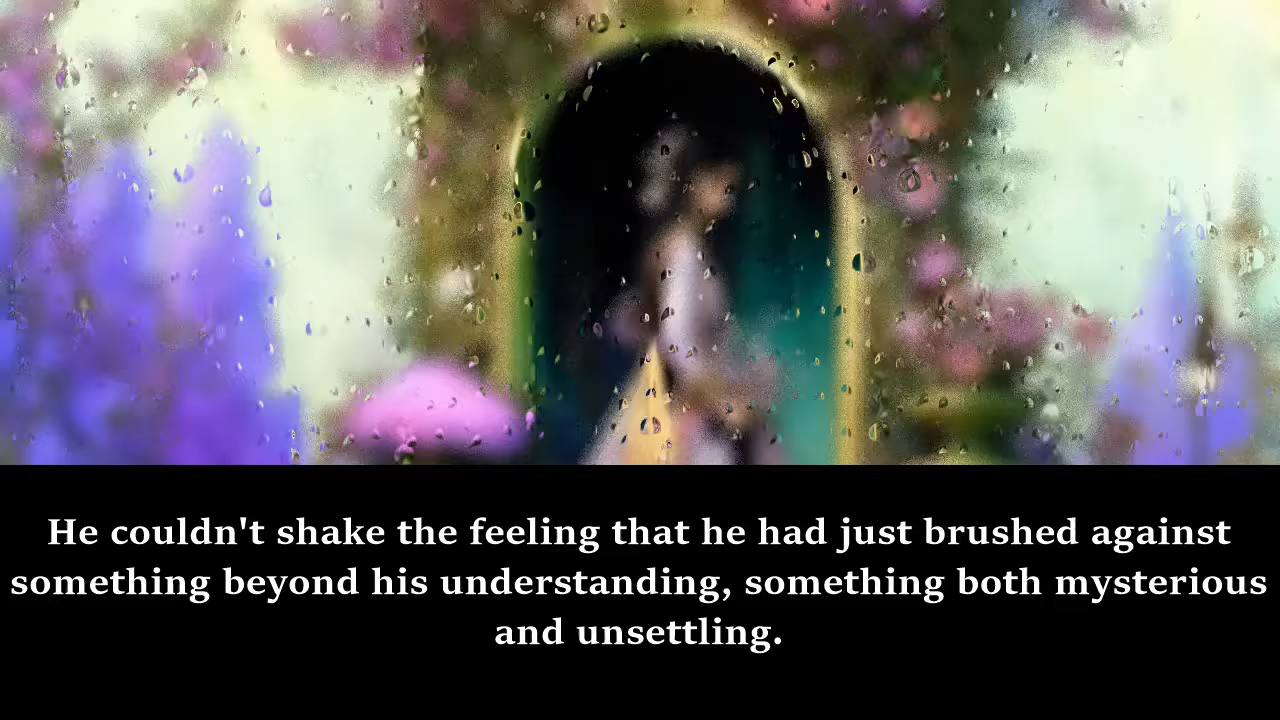 He couldn't shake the feeling that he had just brushed against
something beyond his understanding, something both mysterious
and unsettling.